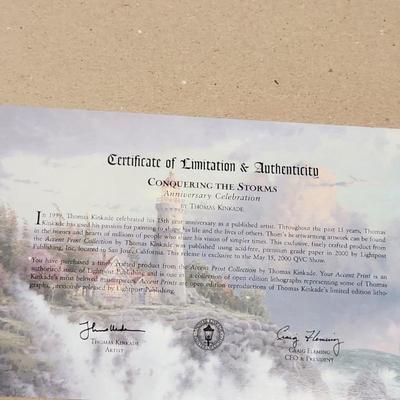 Certificate of Limitation & Authenticity
CONQUERING THE STORMS
Anniversary Celebration
BY THOMAS KINKADE
In 1999, Thomas Kinkade celebrated his 15th year anniversary as a published artist. Throughout the past 15 years, Thomas
Kinkade has used his passion for painting to share his life and the lives of others. Thom's heartwarming artwork can be found
in the homes and hearts of millions of people who share his vision of simpler times. This exclusive, finely crafted product from
the Accent Print Collection by Thomas Kinkade was published using acid-free, premium grade paper in 2000 by Lightpost
Publishing, Inc. located in San Jose, California. This release is exclusive to the May 15, 2000 QVC Show.
You have purchased a finely crafted product from the Accent Print Collection by Thomas Kinkade. Your Accent Print is an
authorized issue of Lightpost Publishing and is one in a collection of open edition lithographs representing some of Thomas
Kinkade's most beloved masterpieces. Accent Prints are open edition reproductions of Thomas Kinkade's limited edition litho-
graphs, previously released by Lightpost Publishing.
THOMAS KINKADE
ARTIST
Craig Fleming
CRAIG FLEMING
CEO & PRESIDENT